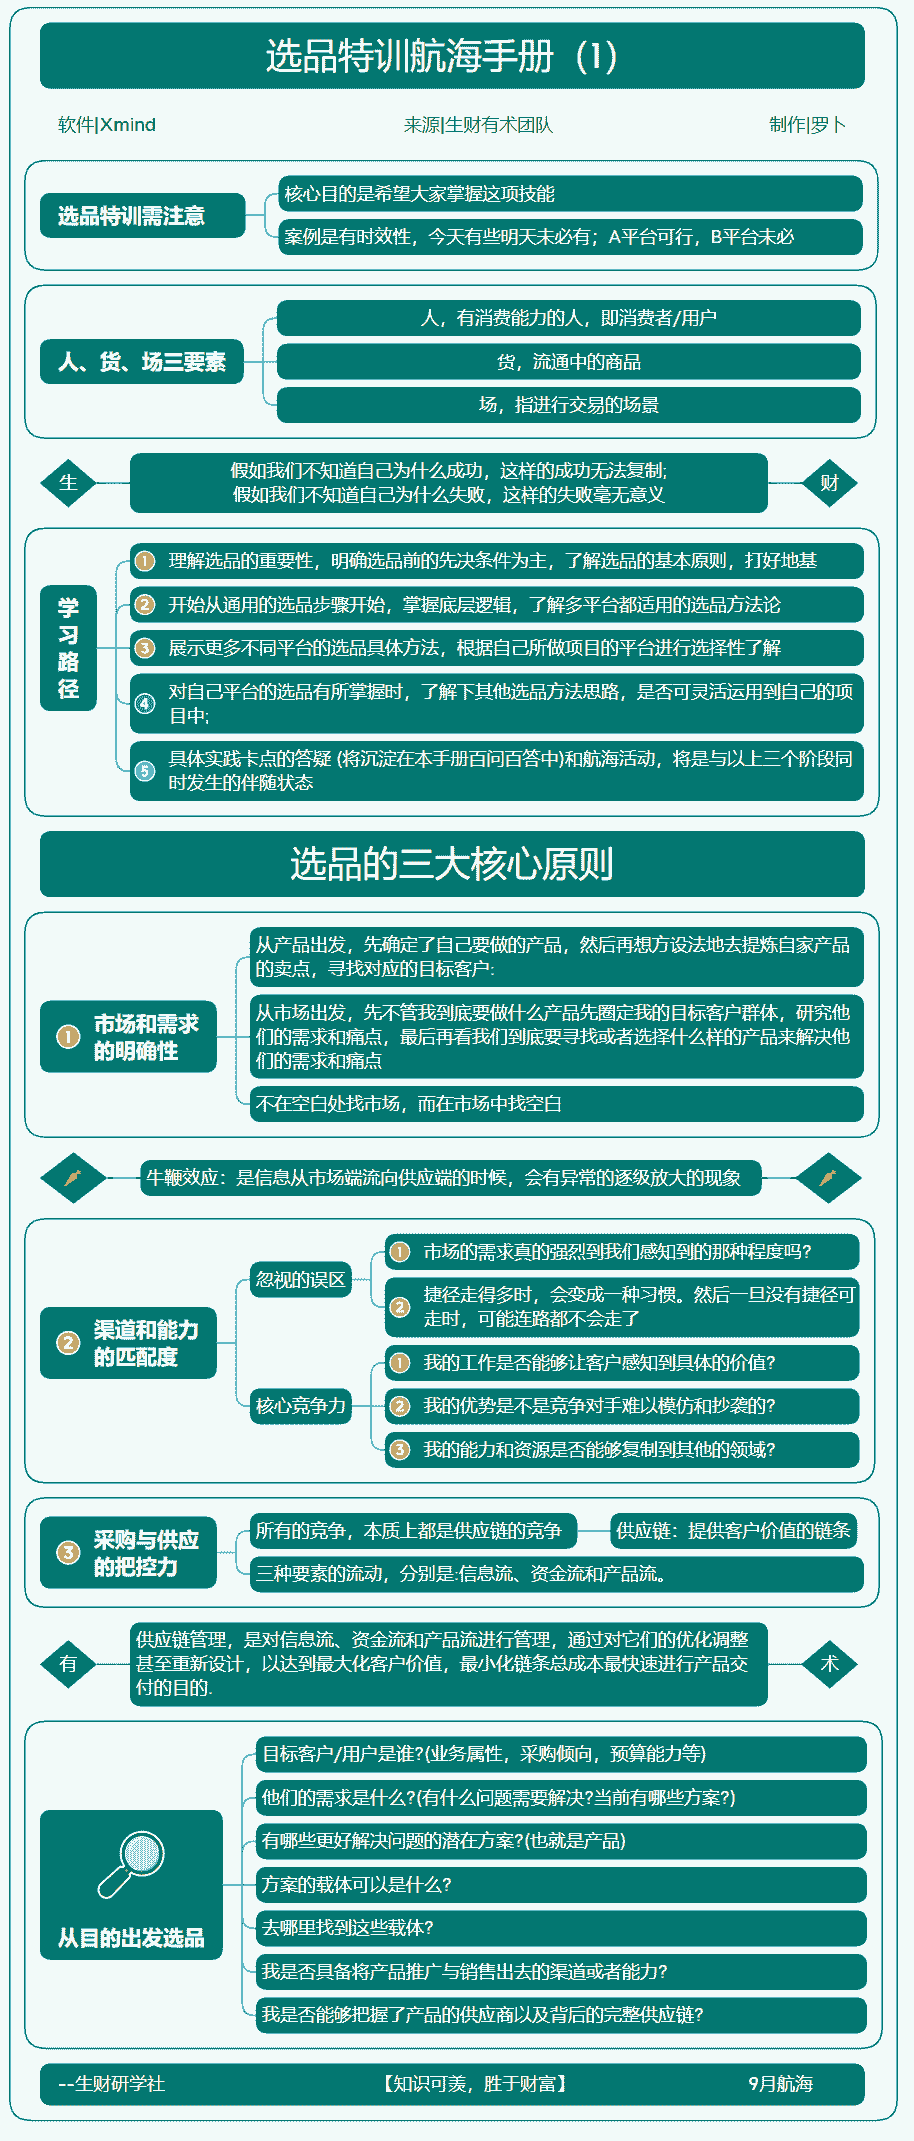 选品特训航海手册（1）
软件|Xmind
来源|生财有术团队
制作|罗卜
选品特训需注意
核心目的是希望大家掌握这项技能
案例是有时效性，今天有些明天未必有；A平台可行，B平台未必
人、货、场三要素
人，有消费能力的人，即消费者/用户
货，流通中的商品
场，指进行交易的场景
生
假如我们不知道自己为什么成功，这样的成功无法复制;
假如我们不知道自己为什么失败，这样的失败毫无意义
财
学
习
路
径
1 理解选品的重要性，明确选品前的先决条件为主，了解选品的基本原则，打好地基
2 开始从通用的选品步骤开始，掌握底层逻辑，了解多平台都适用的选品方法论
3 展示更多不同平台的选品具体方法，根据自己所做项目的平台进行选择性了解
4 对自己平台的选品有所掌握时，了解下其他选品方法思路，是否可灵活运用到自己的项
目中;
5 具体实践卡点的答疑 (将沉淀在本手册百问百答中)和航海活动，将是与以上三个阶段同
时发生的伴随状态
选品的三大核心原则
1 市场和需求
的明确性
从产品出发，先确定了自己要做的产品，然后再想方设法地去提炼自家产品
的卖点，寻找对应的目标客户:
从市场出发，先不管我到底要做什么产品先圈定我的目标客户群体，研究他
们的需求和痛点，最后再看我们到底要寻找或者选择什么样的产品来解决他
们的需求和痛点
不在空白处找市场，而在市场中找空白
牛鞭效应：是信息从市场端流向供应端的时候，会有异常的逐级放大的现象
2 渠道和能力
的匹配度
忽视的误区
1 市场的需求真的强烈到我们感知到的那种程度吗?
2 捷径走得多时，会变成一种习惯。然后一旦没有捷径可
走时，可能连路都不会走了
核心竞争力
1 我的工作是否能够让客户感知到具体的价值?
2 我的优势是不是竞争对手难以模仿和抄袭的?
3 我的能力和资源是否能够复制到其他的领域?
3 采购与供应
的把控力
所有的竞争，本质上都是供应链的竞争
供应链：提供客户价值的链条
三种要素的流动，分别是:信息流、资金流和产品流。
有
供应链管理，是对信息流、资金流和产品流进行管理，通过对它们的优化调整
甚至重新设计，以达到最大化客户价值，最小化链条总成本最快速进行产品交
付的目的.
术
从目的出发选品
目标客户/用户是谁?(业务属性，采购倾向，预算能力等)
他们的需求是什么?(有什么问题需要解决?当前有哪些方案?)
有哪些更好解决问题的潜在方案?(也就是产品)
方案的载体可以是什么?
去哪里找到这些载体?
我是否具备将产品推广与销售出去的渠道或者能力?
我是否能够把握了产品的供应商以及背后的完整供应链?
--生财研学社
【知识可羡，胜于财富】
9月航海